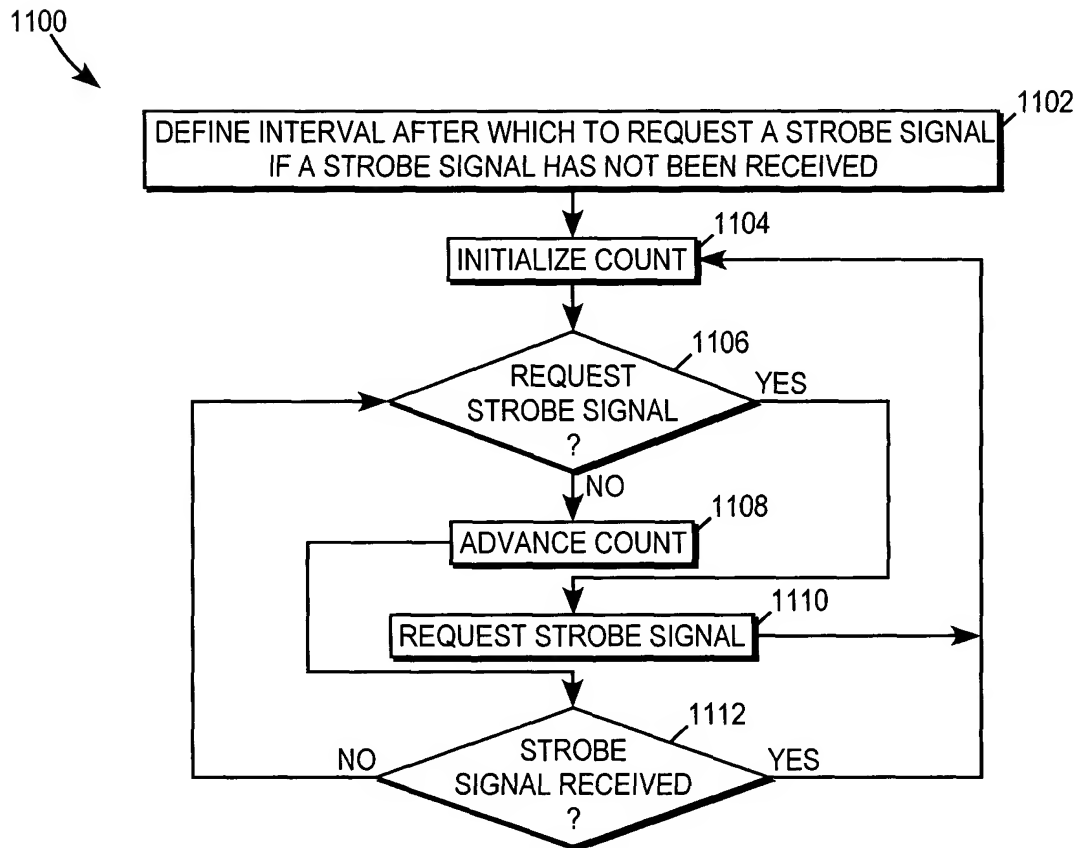 1100
1102
DEFINE INTERVAL AFTER WHICH TO REQUEST A STROBE SIGNAL
IF A STROBE SIGNAL HAS NOT BEEN RECEIVED
1104
INITIALIZE COUNT
1106
REQUEST
STROBE SIGNAL
?
YES
NO
1108
ADVANCE COUNT
1110
REQUEST STROBE SIGNAL
1112
STROBE
SIGNAL RECEIVED
?
NO
YES